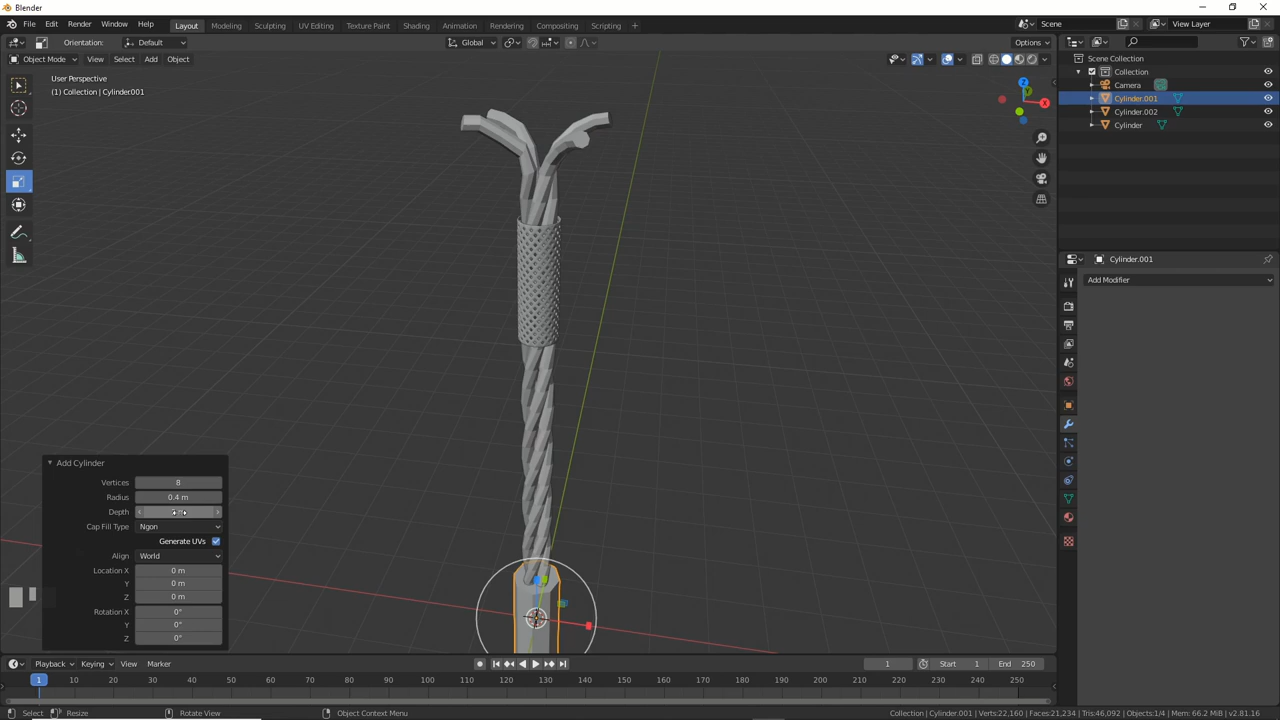 Blender
File Edit Render Window Help Layout Modeling Sculpting UV Editing Texture Paint Shading Animation Rendering Compositing Scripting + Scene View Layer
Orientation: Default Global Options
Object Mode View Select Add Object
User Perspective
(1) Collection | Cylinder001
Scene Collection
Collection
Camera
Cylinder.001
Cylinder.002
Cylinder
Cylinder.001
Add Modifier
Add Cylinder
Vertices 8
Radius 0.4 m
Depth
Cap Fill Type Ngon
Generate UVs
Align World
Location X 0 m
Y 0 m
Z 0 m
Rotation X 0°
Y 0°
Z 0°
Playback Keying View Marker 1 Start 1 End 250
1 10 20 30 40 50 60 70 80 90 100 110 120 130 140 150 160 170 180 190 200 210 220 230 240 250
Select Resize Rotate View Object Context Menu Collection | Cylinder.001 | Verts:22,160 | Faces:21,234 | Tris:46,092 | Objects:1/4 | Mem: 66.2 MiB | v2.81.16